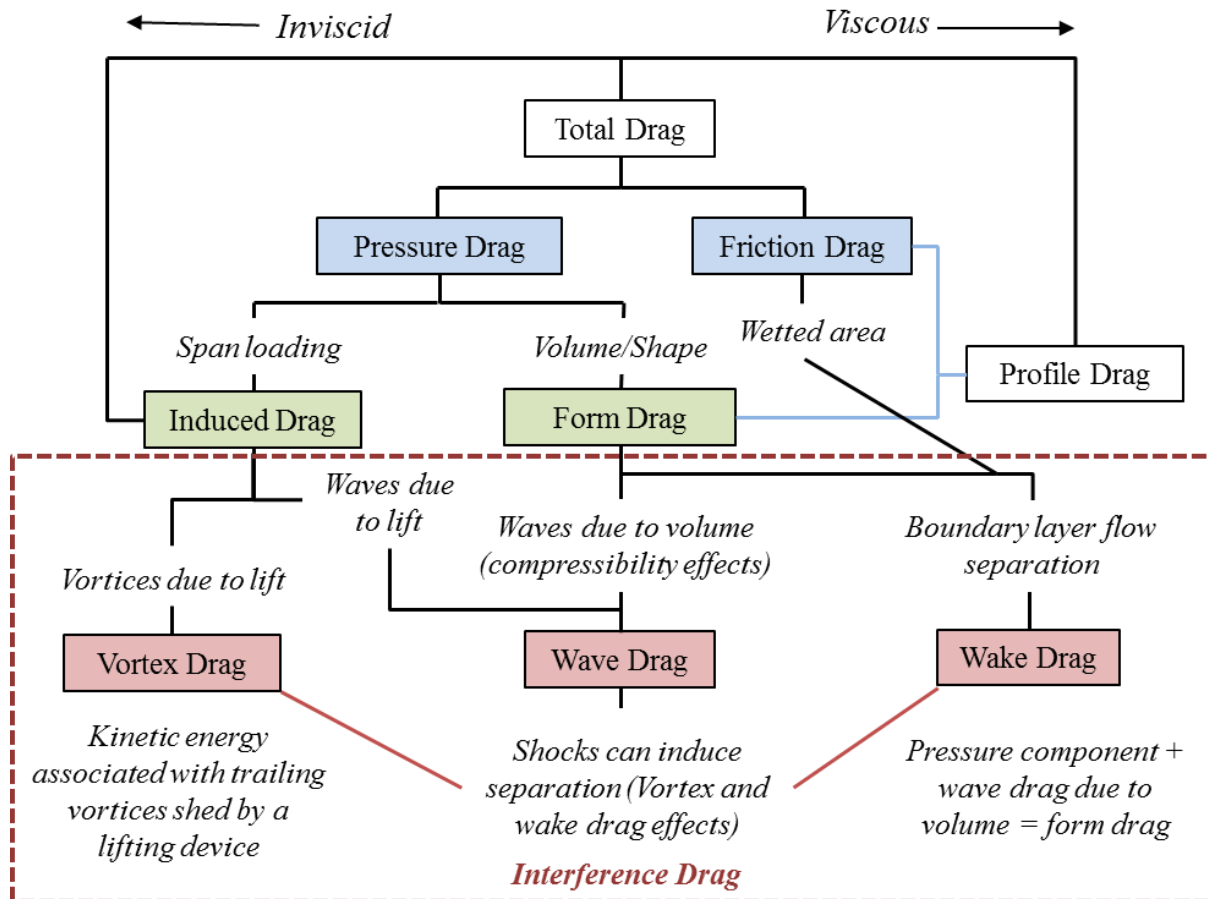 Inviscid
Viscous
Total Drag
Pressure Drag
Friction Drag
Span loading
Volume/Shape
Wetted area
Profile Drag
Induced Drag
Form Drag
Waves due
to lift
Waves due to volume
(compressibility effects)
Boundary layer flow
separation
Vortices due to lift
Vortex Drag
Wave Drag
Wake Drag
Kinetic energy
associated with trailing
vortices shed by a
lifting device
Shocks can induce
separation (Vortex and
wake drag effects)
Pressure component +
wave drag due to
volume = form drag
Interference Drag